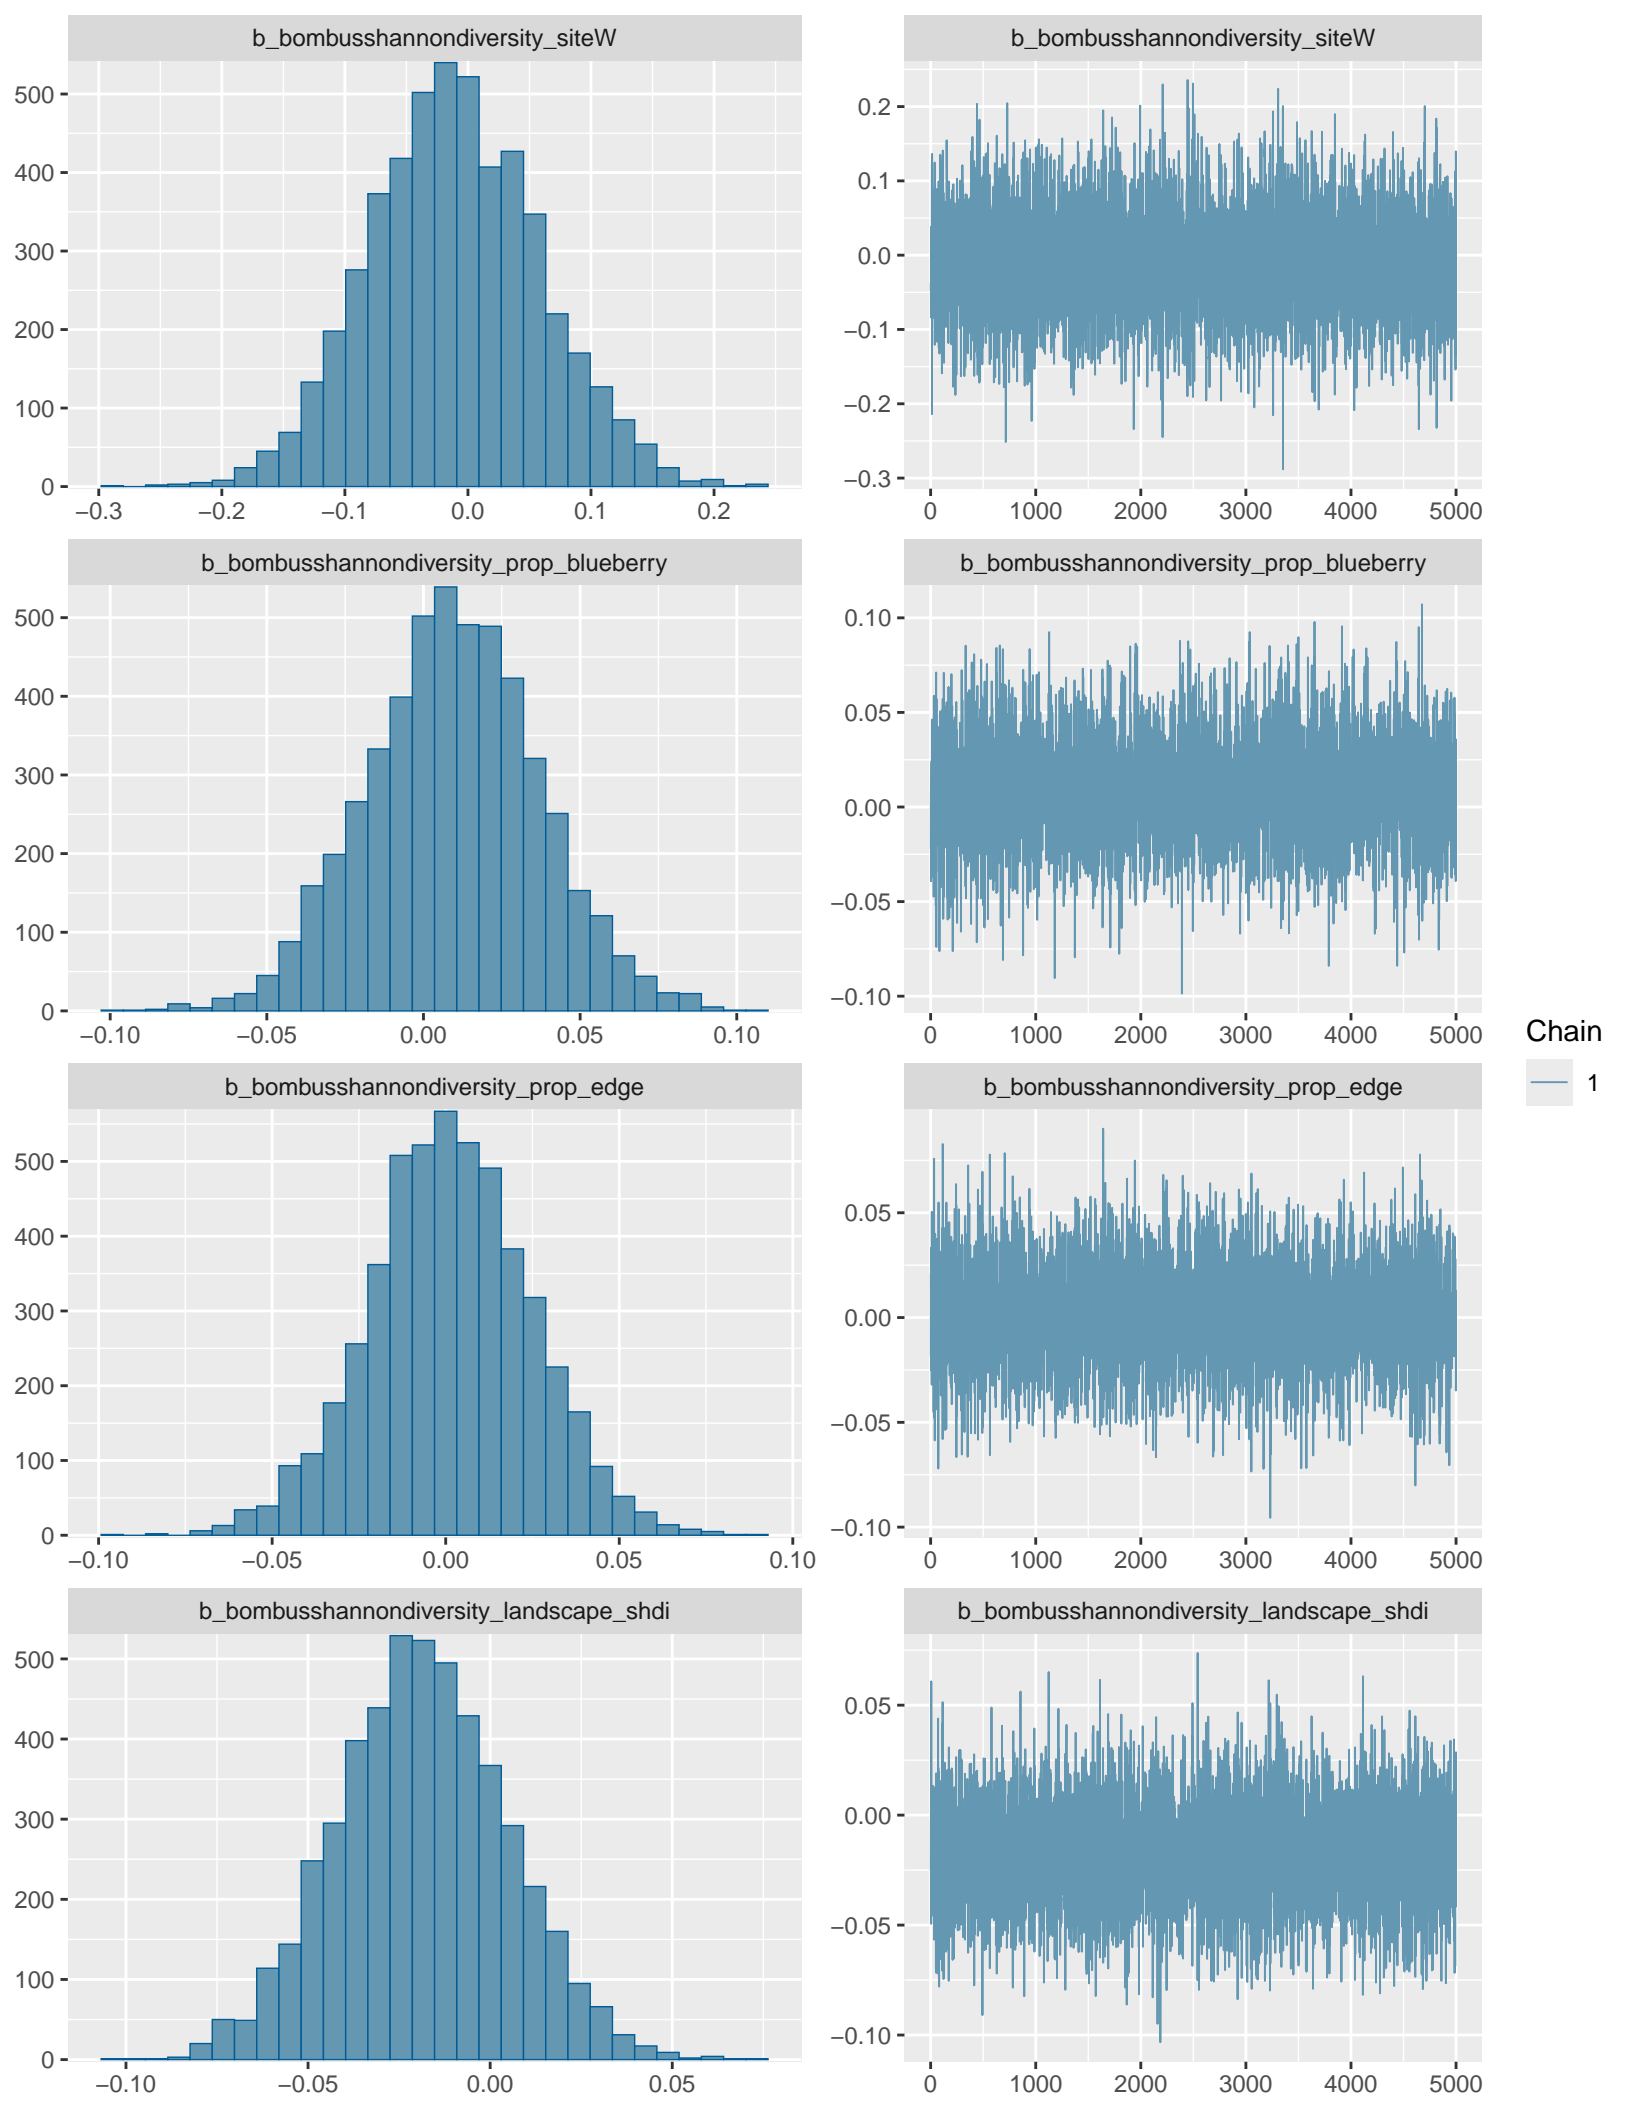 b_bombusshannondiversity_siteW
b_bombusshannondiversity_siteW
500
400
300
200
100
0
−0.3 −0.2 −0.1 0.0 0.1 0.2
0.2
0.1
0.0
−0.1
−0.2
−0.3
0 1000 2000 3000 4000 5000
b_bombusshannondiversity_prop_blueberry
b_bombusshannondiversity_prop_blueberry
500
400
300
200
100
0
−0.10 −0.05 0.00 0.05 0.10
0.10
0.05
0.00
−0.05
−0.10
0 1000 2000 3000 4000 5000
Chain
1
b_bombusshannondiversity_prop_edge
b_bombusshannondiversity_prop_edge
500
400
300
200
100
0
−0.10 −0.05 0.00 0.05 0.10
0.05
0.00
−0.05
−0.10
0 1000 2000 3000 4000 5000
b_bombusshannondiversity_landscape_shdi
b_bombusshannondiversity_landscape_shdi
500
400
300
200
100
0
−0.10 −0.05 0.00 0.05
0.05
0.00
−0.05
−0.10
0 1000 2000 3000 4000 5000